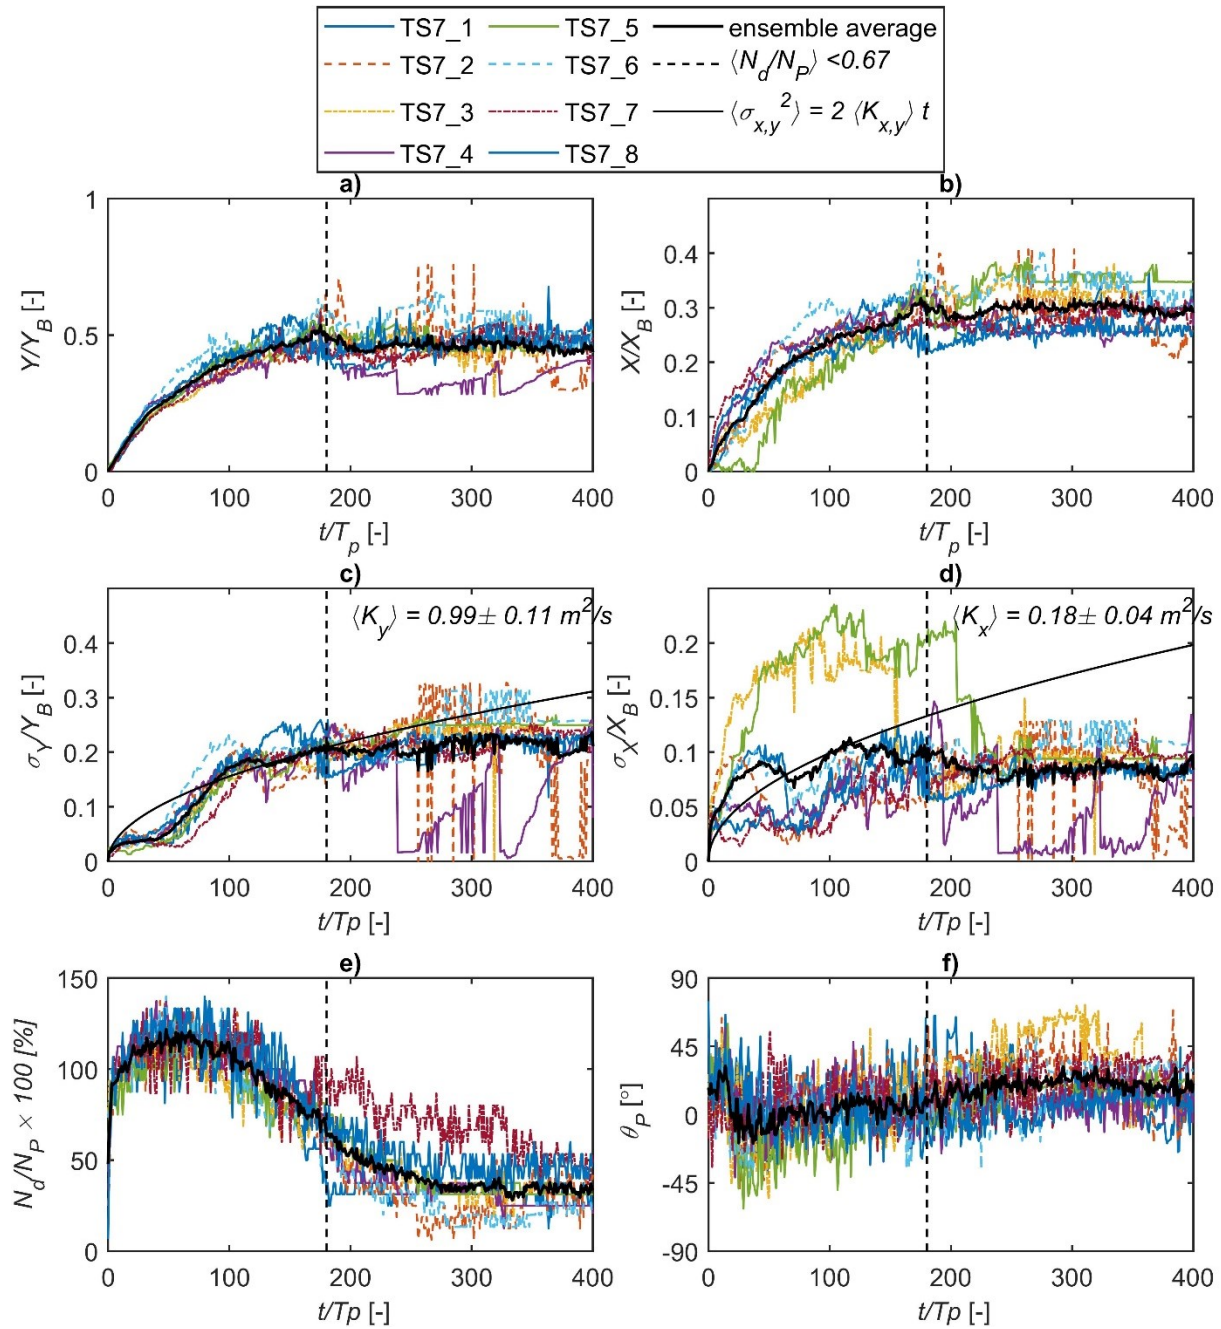 TS7_1 TS7_5 ensemble average
TS7_2 TS7_6 ⟨N_d/N_P⟩ <0.67
TS7_3 TS7_7 ⟨σ_{x,y}^2⟩ = 2 ⟨K_{x,y}⟩ t
TS7_4 TS7_8
a)
1
0.5
0
Y/Y_B [-]
0 100 200 300 400
t/T_p [-]
b)
0.4
0.3
0.2
0.1
0
X/X_B [-]
0 100 200 300 400
t/T_p [-]
c)
⟨K_y⟩ = 0.99± 0.11 m²/s
0.4
0.3
0.2
0.1
0
σ_Y/Y_B [-]
0 100 200 300 400
t/Tp [-]
d)
⟨K_x⟩ = 0.18± 0.04 m²/s
0.2
0.15
0.1
0.05
0
σ_X/X_B [-]
0 100 200 300 400
t/Tp [-]
e)
150
100
50
0
N_d/N_P × 100 [%]
0 100 200 300 400
t/Tp [-]
f)
90
45
0
-45
-90
θ_P [°]
0 100 200 300 400
t/Tp [-]